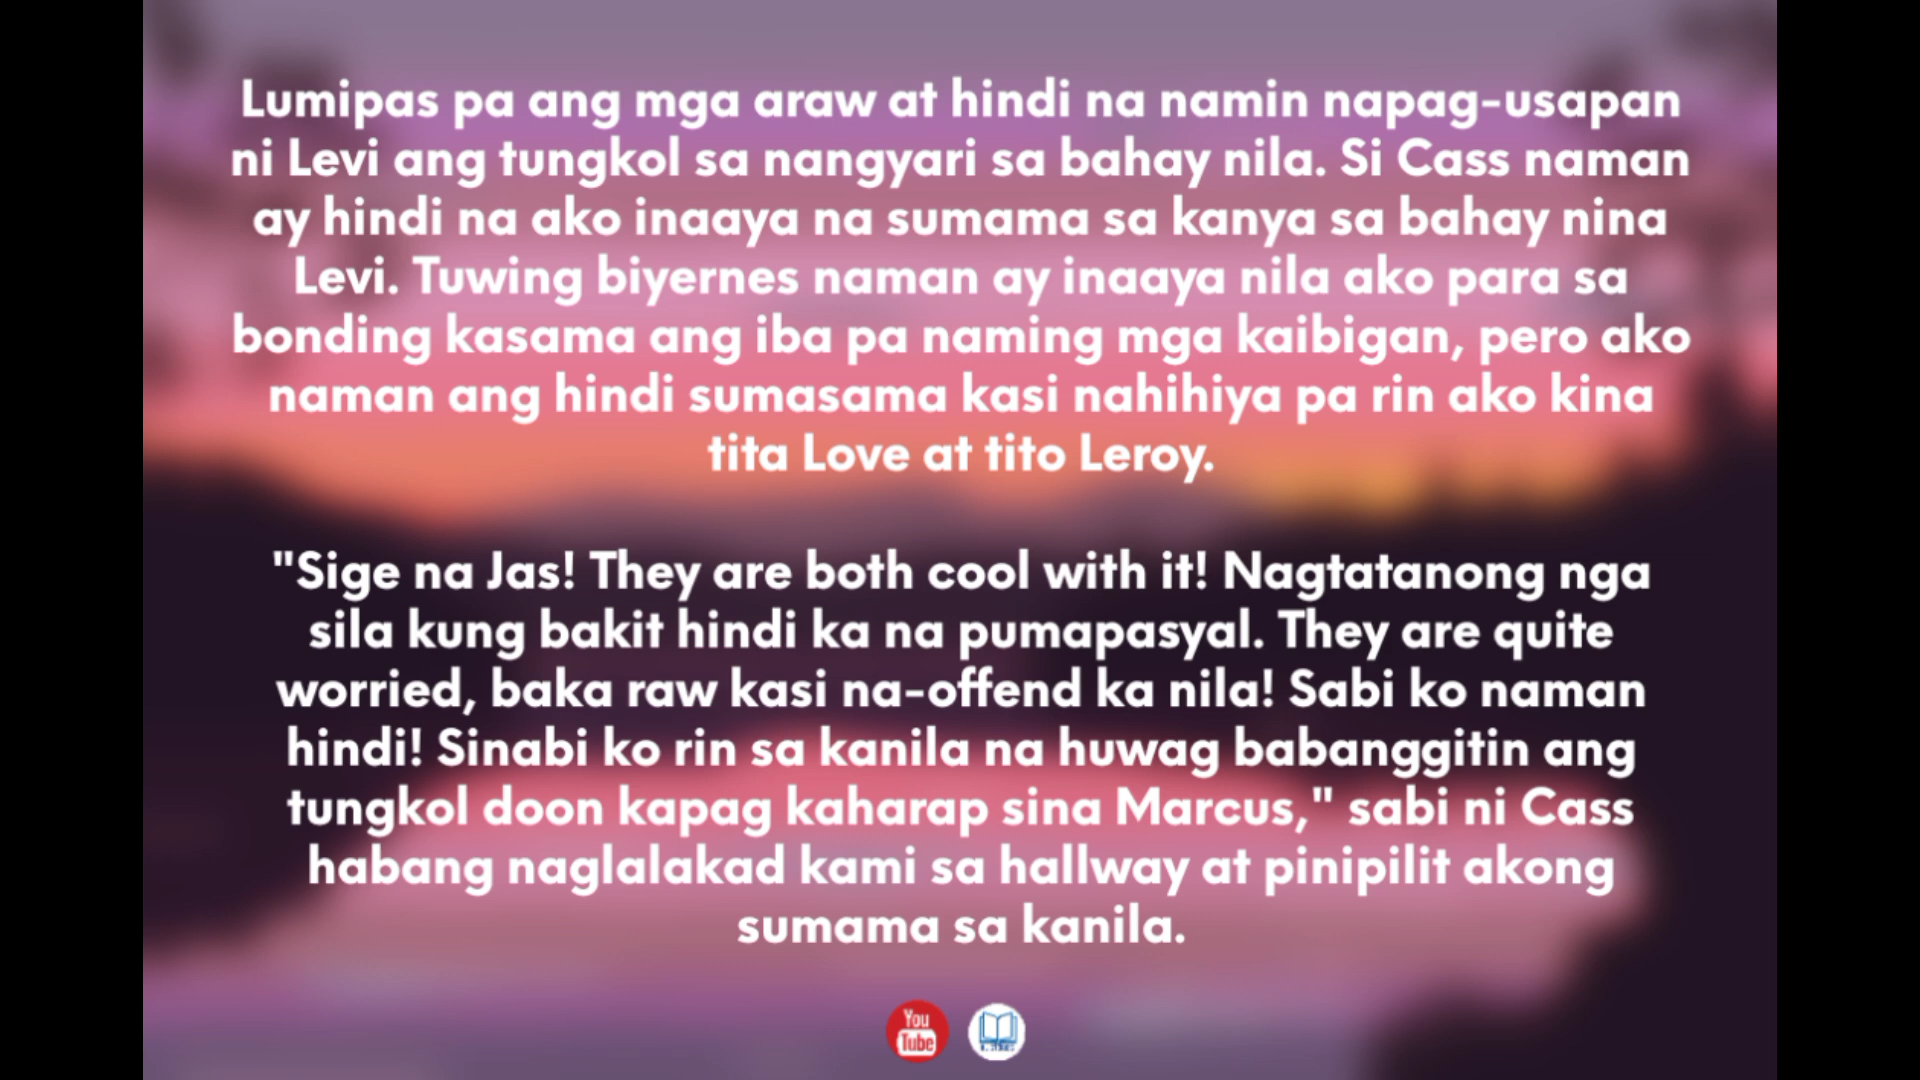 Lumipas pa ang mga araw at hindi na namin napag-usapan
ni Levi ang tungkol sa nangyari sa bahay nila. Si Cass naman
ay hindi na ako inaaya na sumama sa kanya sa bahay nina
Levi. Tuwing biyernes naman ay inaaya nila ako para sa
bonding kasama ang iba pa naming mga kaibigan, pero ako
naman ang hindi sumasama kasi nahihiya pa rin ako kina
tita Love at tito Leroy.
"Sige na Jas! They are both cool with it! Nagtatanong nga
sila kung bakit hindi ka na pumapasyal. They are quite
worried, baka raw kasi na-offend ka nila! Sabi ko naman
hindi! Sinabi ko rin sa kanila na huwag babanggitin ang
tungkol doon kapag kaharap sina Marcus," sabi ni Cass
habang naglalakad kami sa hallway at pinipilit akong
sumama sa kanila.
You
Tube